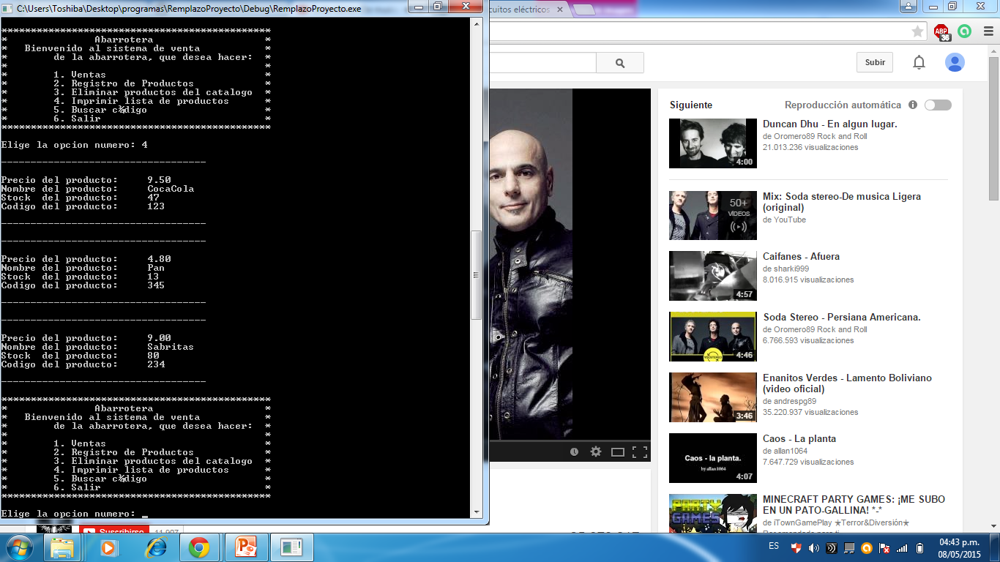 C:\Users\Toshiba\Desktop\programas\RemplazoProyecto\Debug\RemplazoProyecto.exe
**********************************************
* Abarrotera *
* Bienvenido al sistema de venta *
* de la abarrotera, que desea hacer: *
* *
* 1. Ventas *
* 2. Registro de Productos *
* 3. Eliminar productos del catalogo *
* 4. Imprimir lista de productos *
* 5. Buscar c¾digo *
* 6. Salir *
**********************************************
Elige la opcion numero: 4
___________________________________
Precio del producto: 9.50
Nombre del producto: CocaCola
Stock del producto: 47
Codigo del producto: 123
___________________________________
___________________________________
Precio del producto: 4.80
Nombre del producto: Pan
Stock del producto: 13
Codigo del producto: 345
___________________________________
___________________________________
Precio del producto: 9.00
Nombre del producto: Sabritas
Stock del producto: 80
Codigo del producto: 234
___________________________________
**********************************************
* Abarrotera *
* Bienvenido al sistema de venta *
* de la abarrotera, que desea hacer: *
* *
* 1. Ventas *
* 2. Registro de Productos *
* 3. Eliminar productos del catalogo *
* 4. Imprimir lista de productos *
* 5. Buscar c¾digo *
* 6. Salir *
**********************************************
Elige la opcion numero: _
cuitos eléctricos
ABP
36
Subir
Siguiente
Reproducción automática
Duncan Dhu - En algun lugar.
de Oromero89 Rock and Roll
21.013.236 visualizaciones
4:00
Mix: Soda stereo-De musica Ligera
(original)
de YouTube
50+
VÍDEOS
Caifanes - Afuera
de sharki999
8.016.915 visualizaciones
4:57
Soda Stereo - Persiana Americana.
de Oromero89 Rock and Roll
6.766.593 visualizaciones
4:46
Enanitos Verdes - Lamento Boliviano
(video oficial)
de andrespg89
35.220.937 visualizaciones
3:46
Caos - La planta
de allan1064
7.647.729 visualizaciones
Caos - la planta.
by allan1064
4:07
MINECRAFT PARTY GAMES: ¡ME SUBO
EN UN PATO-GALLINA! *-*
de iTownGamePlay ★Terror&Diversión★
PARTY
GAMES
Suscribirse
11.907
ES
04:43 p.m.
08/05/2015